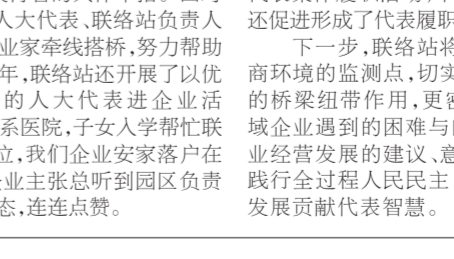 人大代表、联络站负责人
业家牵线搭桥,努力帮助
年,联络站还开展了以优
的人大代表进企业活
系医院,子女入学帮忙联
位,我们企业安家落户在
业主张总听到园区负责
态,连连点赞。
还促进形成了代表履职
下一步,联络站将
商环境的监测点,切实
的桥梁纽带作用,更密
域企业遇到的困难与
业经营发展的建议、意
践行全过程人民民主
发展贡献代表智慧。